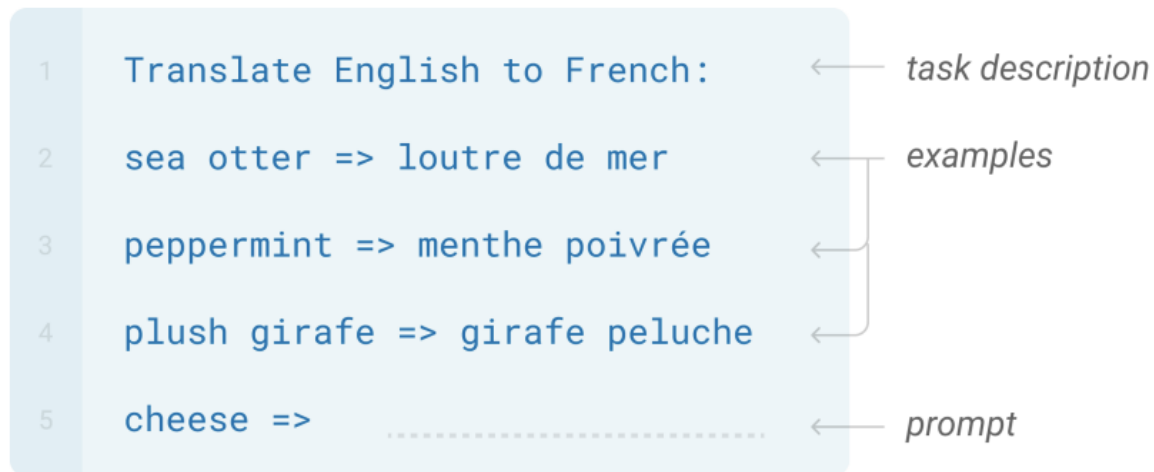 1 Translate English to French: task description
2 sea otter => loutre de mer examples
3 peppermint => menthe poivrée
4 plush girafe => girafe peluche
5 cheese => prompt